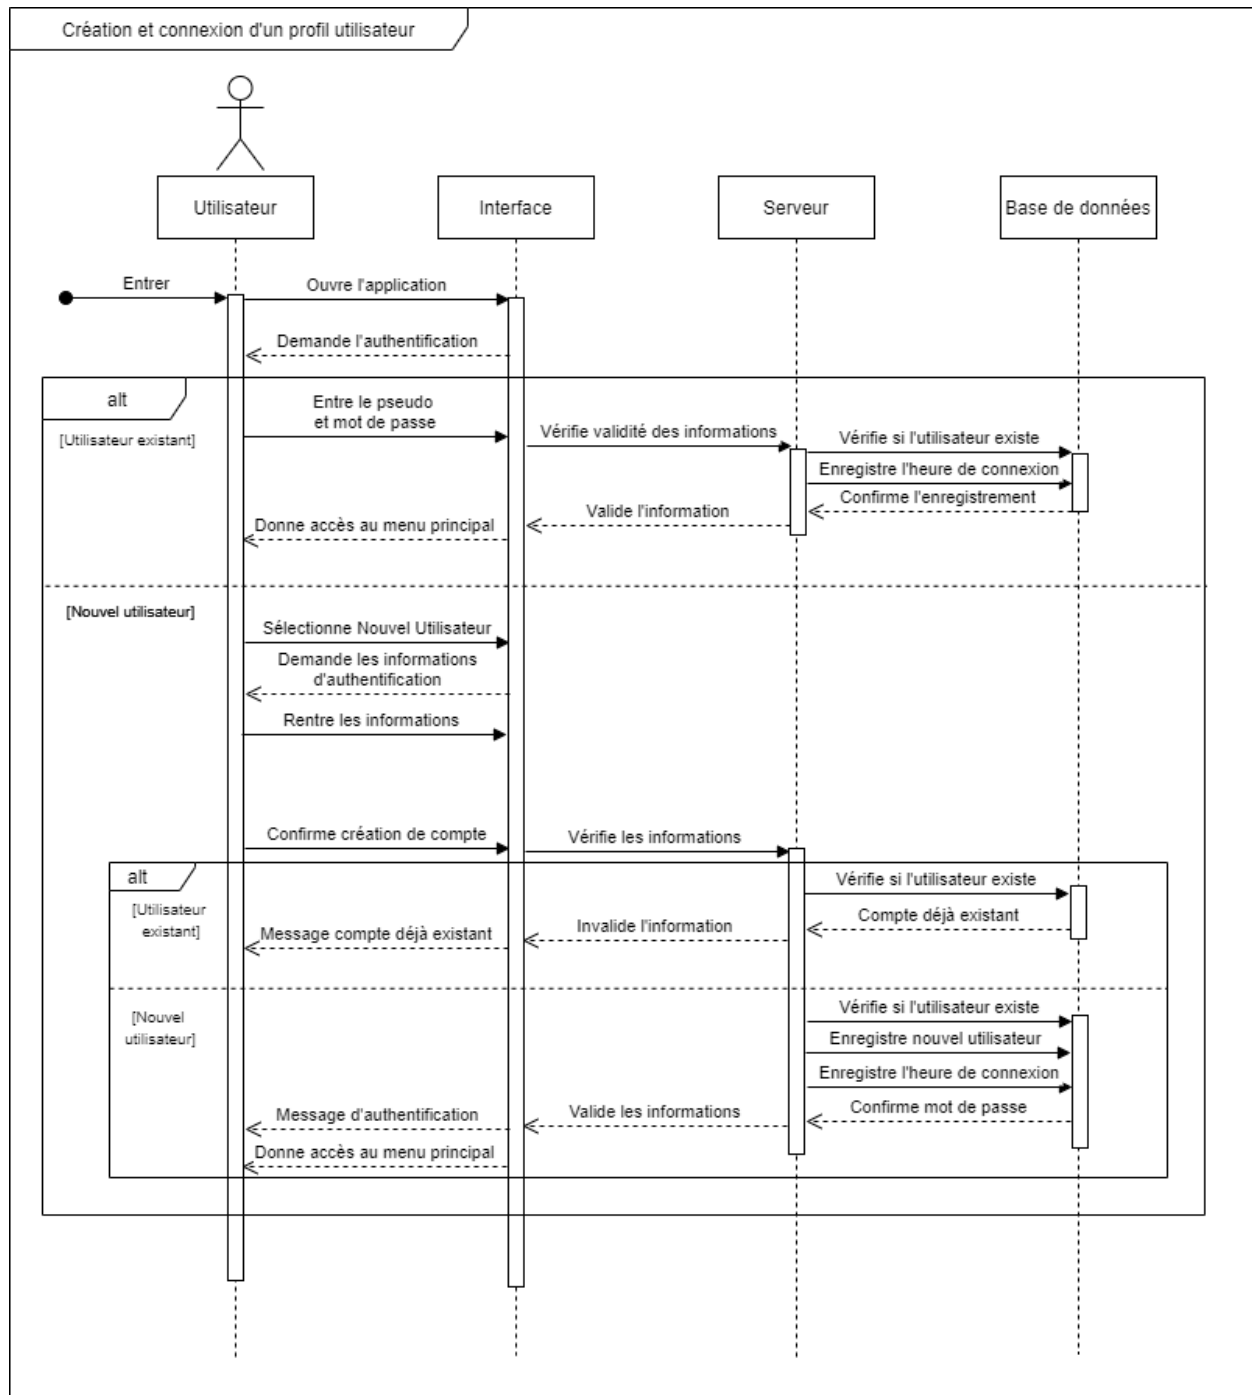 Création et connexion d'un profil utilisateur
Utilisateur
Interface
Serveur
Base de données
Entrer
Ouvre l'application
Demande l'authentification
alt
[Utilisateur existant]
Entre le pseudo
et mot de passe
Vérifie validité des informations
Vérifie si l'utilisateur existe
Enregistre l'heure de connexion
Confirme l'enregistrement
Valide l'information
Donne accès au menu principal
[Nouvel utilisateur]
Sélectionne Nouvel Utilisateur
Demande les informations
d'authentification
Rentre les informations
Confirme création de compte
Vérifie les informations
alt
[Utilisateur
existant]
Vérifie si l'utilisateur existe
Compte déjà existant
Invalide l'information
Message compte déjà existant
[Nouvel
utilisateur]
Vérifie si l'utilisateur existe
Enregistre nouvel utilisateur
Enregistre l'heure de connexion
Confirme mot de passe
Valide les informations
Message d'authentification
Donne accès au menu principal